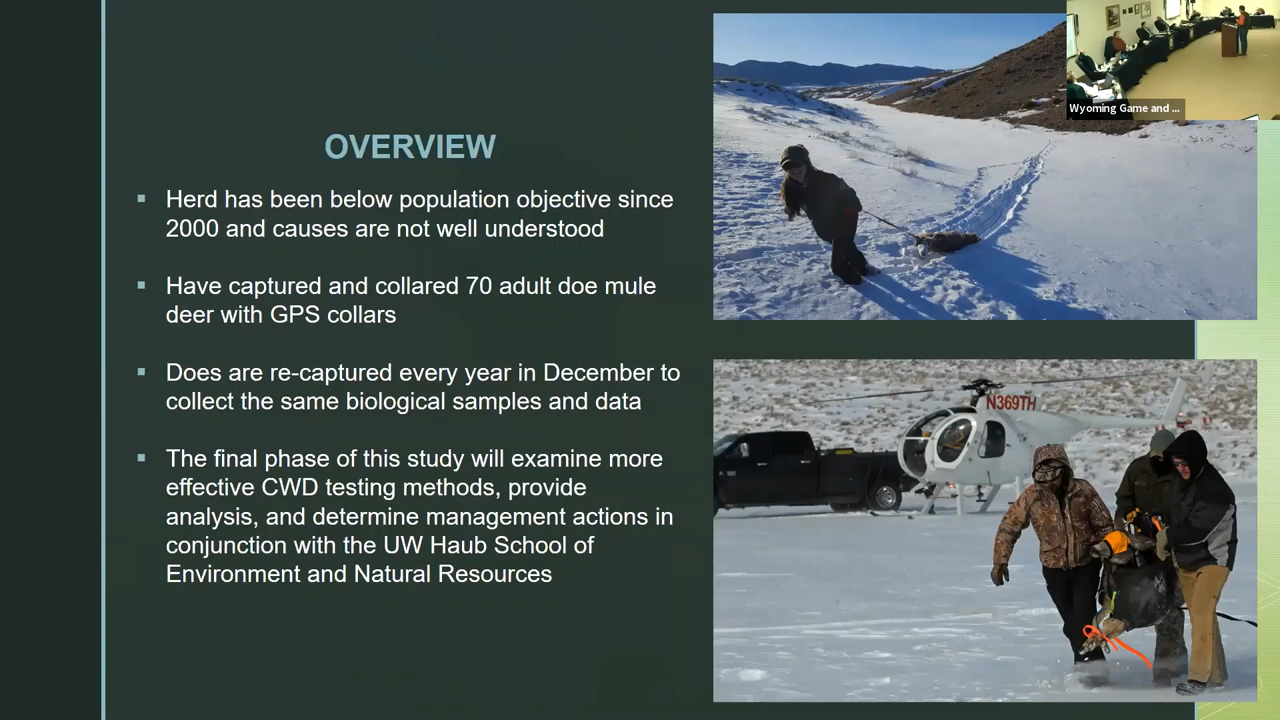 OVERVIEW
Herd has been below population objective since
2000 and causes are not well understood
Have captured and collared 70 adult doe mule
deer with GPS collars
Does are re-captured every year in December to
collect the same biological samples and data
The final phase of this study will examine more
effective CWD testing methods, provide
analysis, and determine management actions in
conjunction with the UW Haub School of
Environment and Natural Resources
Wyoming Game and ...
N369TH